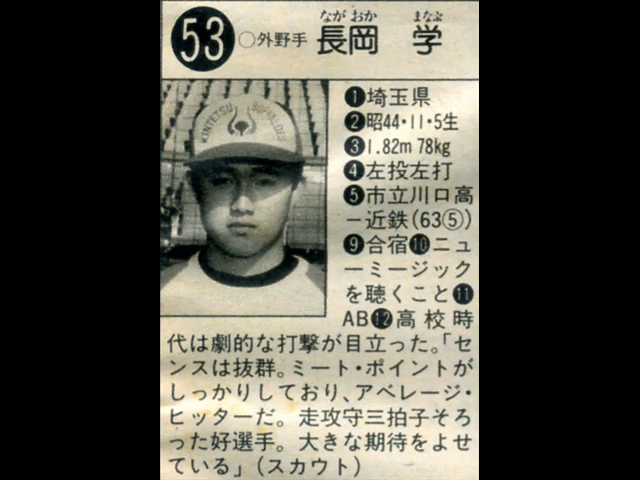 53 ○外野手 長岡 学
ながおか まなぶ
KINTETSU BUFFALOES
❶埼玉県
❷昭44・11・5生
❸1.82m 78kg
❹左投左打
❺市立川口高
−近鉄(63⑤)
❾合宿❿ニュ
ーミージック
を聴くこと⓫
AB⓬高校時
代は劇的な打撃が目立った。「セ
ンスは抜群。ミート・ポイントが
しっかりしており、アベレージ・
ヒッターだ。走攻守三拍子そろ
った好選手。大きな期待をよせ
ている」(スカウト)